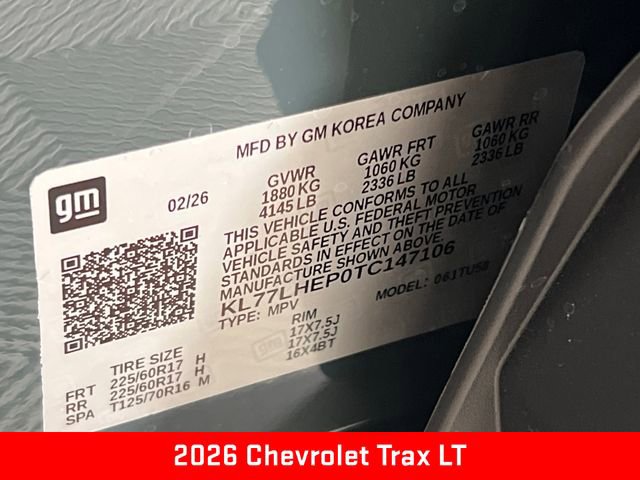 MFD BY GM KOREA COMPANY
gm
02/26
GVWR
1880 KG
4145 LB
GAWR FRT
1060 KG
2336 LB
GAWR RR
1060 KG
2336 LB
THIS VEHICLE CONFORMS TO ALL
APPLICABLE U.S. FEDERAL MOTOR
VEHICLE SAFETY AND THEFT PREVENTION
STANDARDS IN EFFECT ON THE DATE OF
MANUFACTURE SHOWN ABOVE.
KL77LHEP0TC147106
TYPE: MPV
MODEL: 061TU58
TIRE SIZE
RIM
FRT 225/60R17 H 17X7.5J
RR 225/60R17 H 17X7.5J
SPA T125/70R16 M 16X4BT
gm
2026 Chevrolet Trax LT